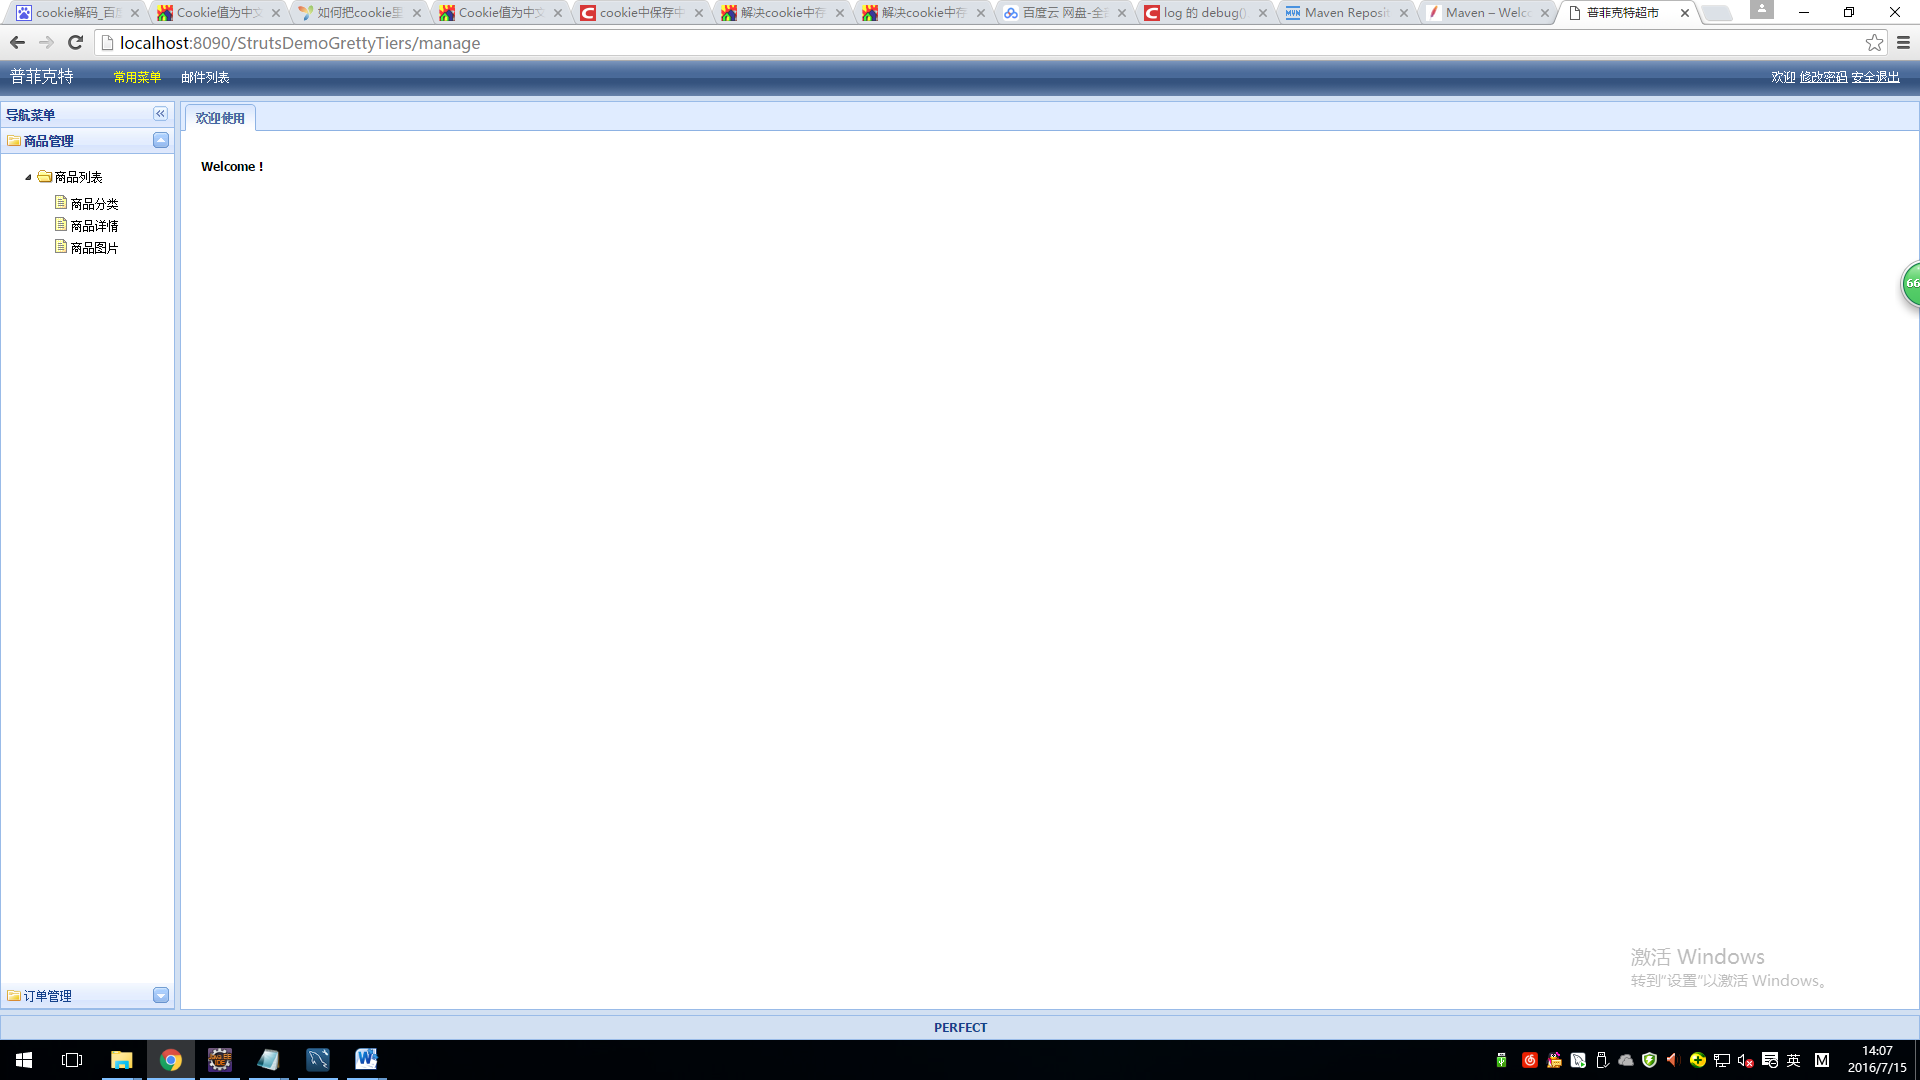 cookie解码_百度 Cookie值为中文 如何把cookie里 Cookie值为中文 cookie中保存中 解决cookie中存 解决cookie中存 百度云 网盘-全部 log 的 debug() Maven Reposit Maven – Welco 普菲克特超市
localhost:8090/StrutsDemoGrettyTiers/manage
普菲克特 常用菜单 邮件列表 欢迎 修改密码 安全退出
导航菜单
欢迎使用
商品管理
Welcome !
商品列表
商品分类
商品详情
商品图片
66
激活 Windows
转到“设置”以激活 Windows。
订单管理
PERFECT
英 M
14:07
2016/7/15